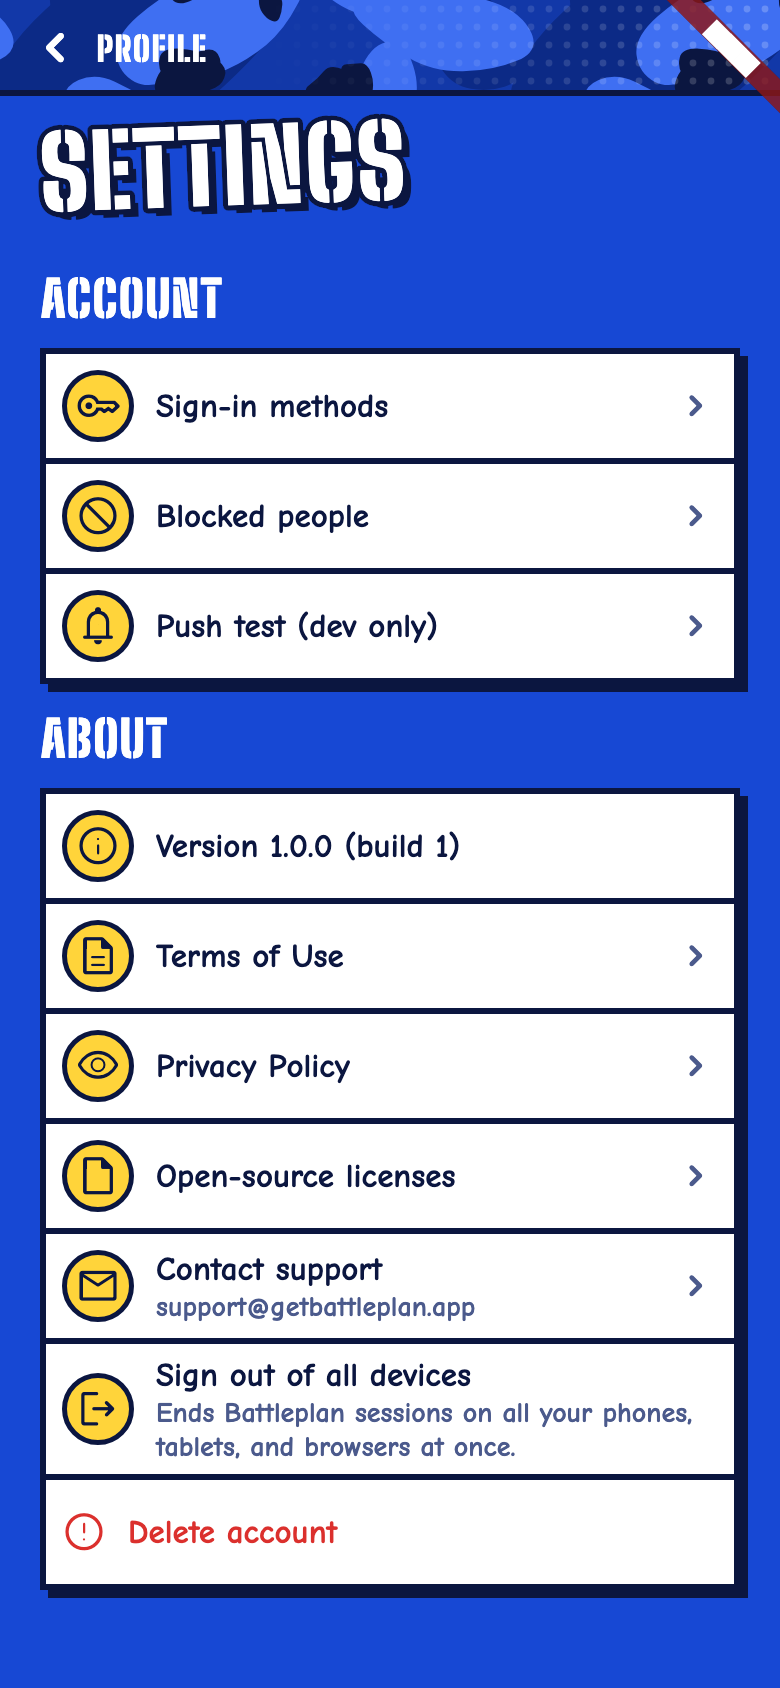 PROFILE
SETTINGS
ACCOUNT
Sign-in methods
Blocked people
Push test (dev only)
ABOUT
Version 1.0.0 (build 1)
Terms of Use
Privacy Policy
Open-source licenses
Contact support
support@getbattleplan.app
Sign out of all devices
Ends Battleplan sessions on all your phones,
tablets, and browsers at once.
Delete account